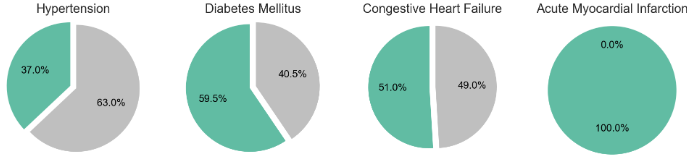 Hypertension
37.0%
63.0%
Diabetes Mellitus
40.5%
59.5%
Congestive Heart Failure
51.0%
49.0%
Acute Myocardial Infarction
0.0%
100.0%